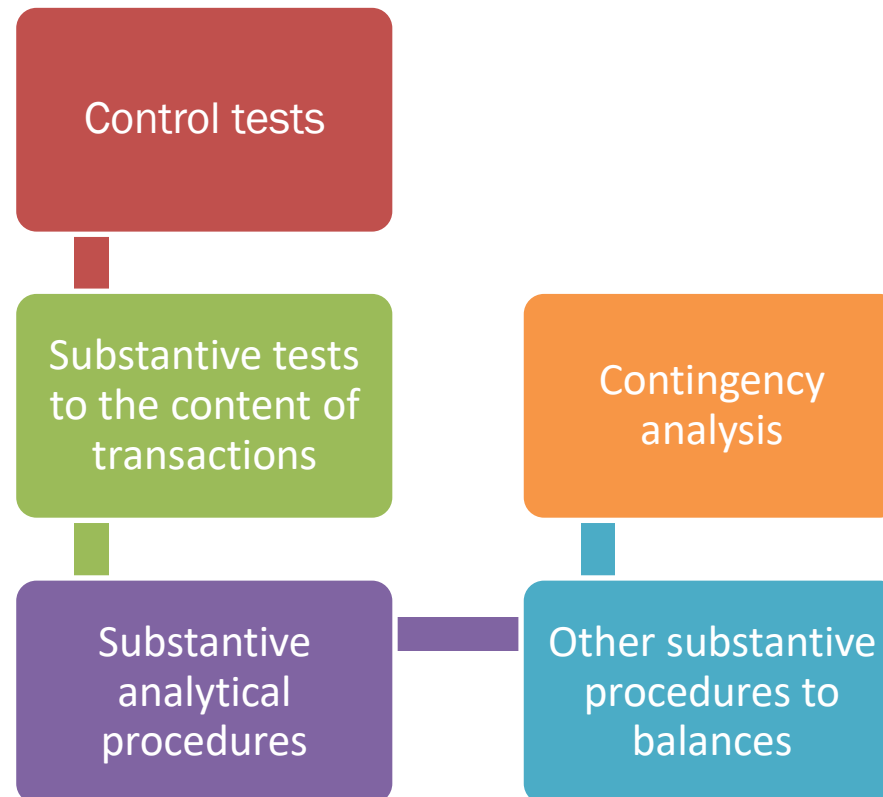 Control tests
Substantive tests
to the content of
transactions
Substantive
analytical
procedures
Other substantive
procedures to
balances
Contingency
analysis